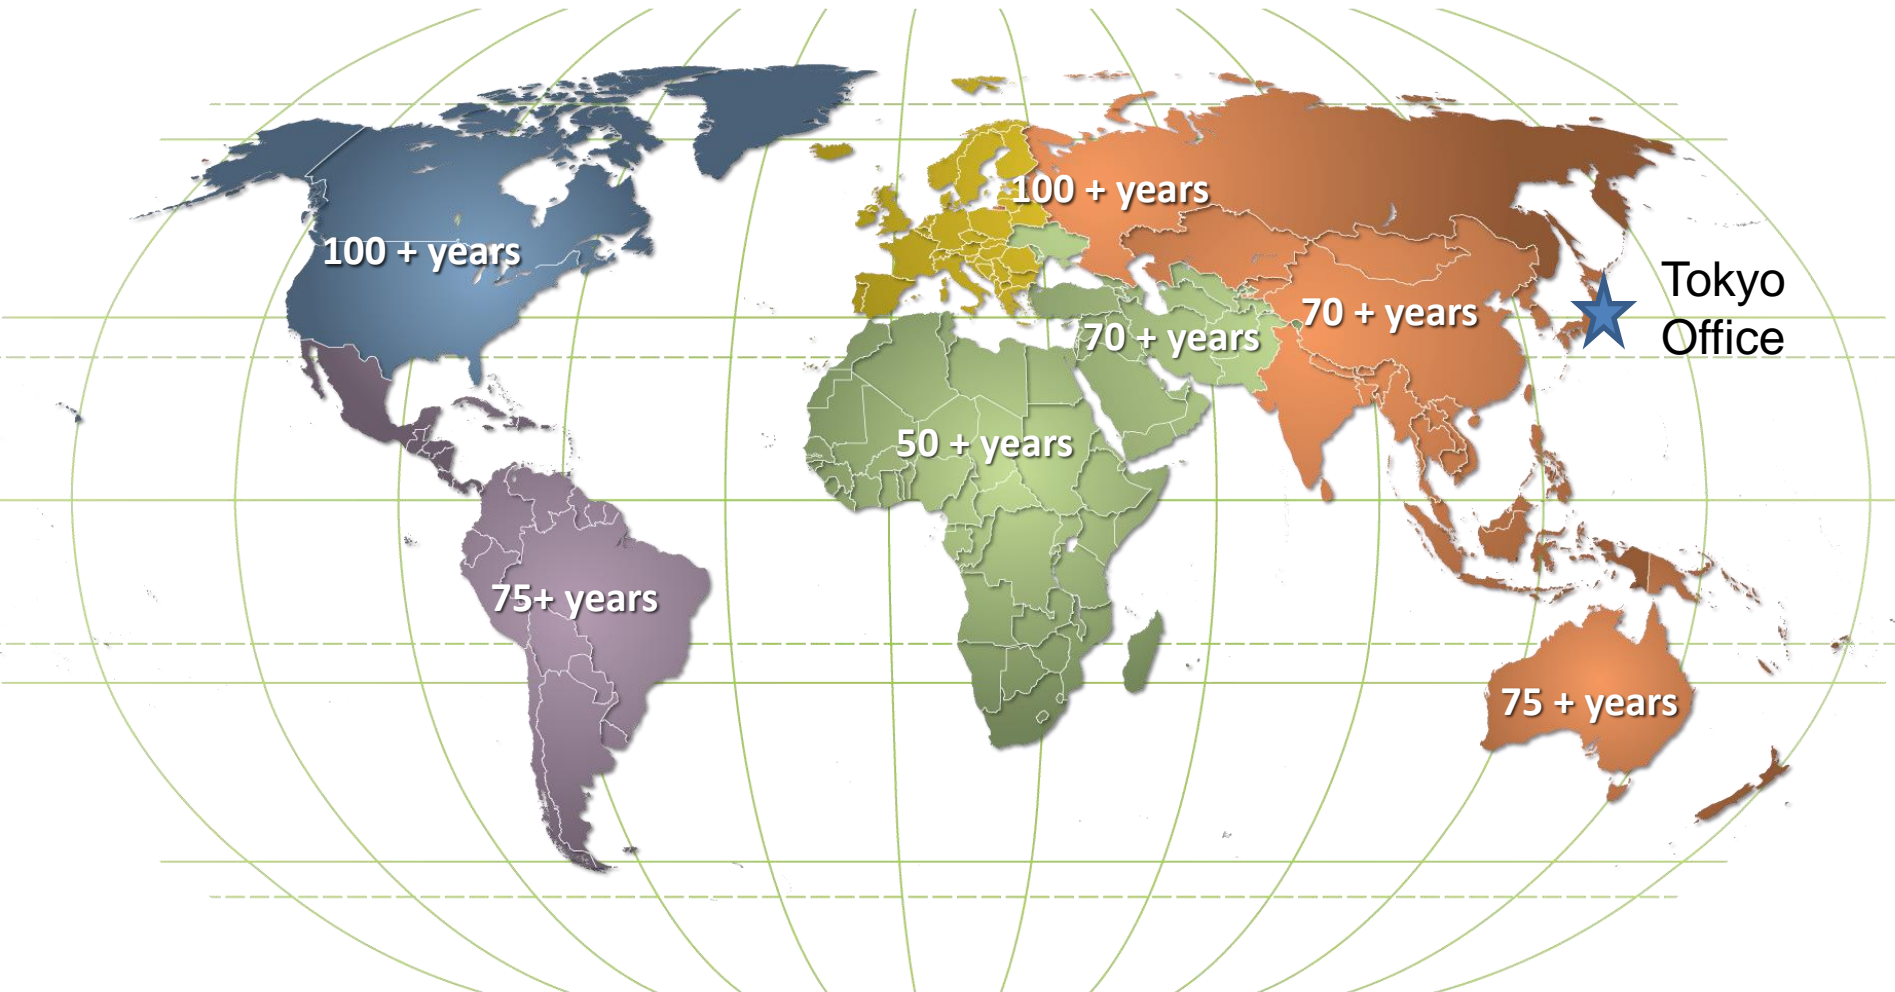 100 + years
100 + years
Tokyo
Office
70 + years
70 + years
50 + years
75+ years
75 + years